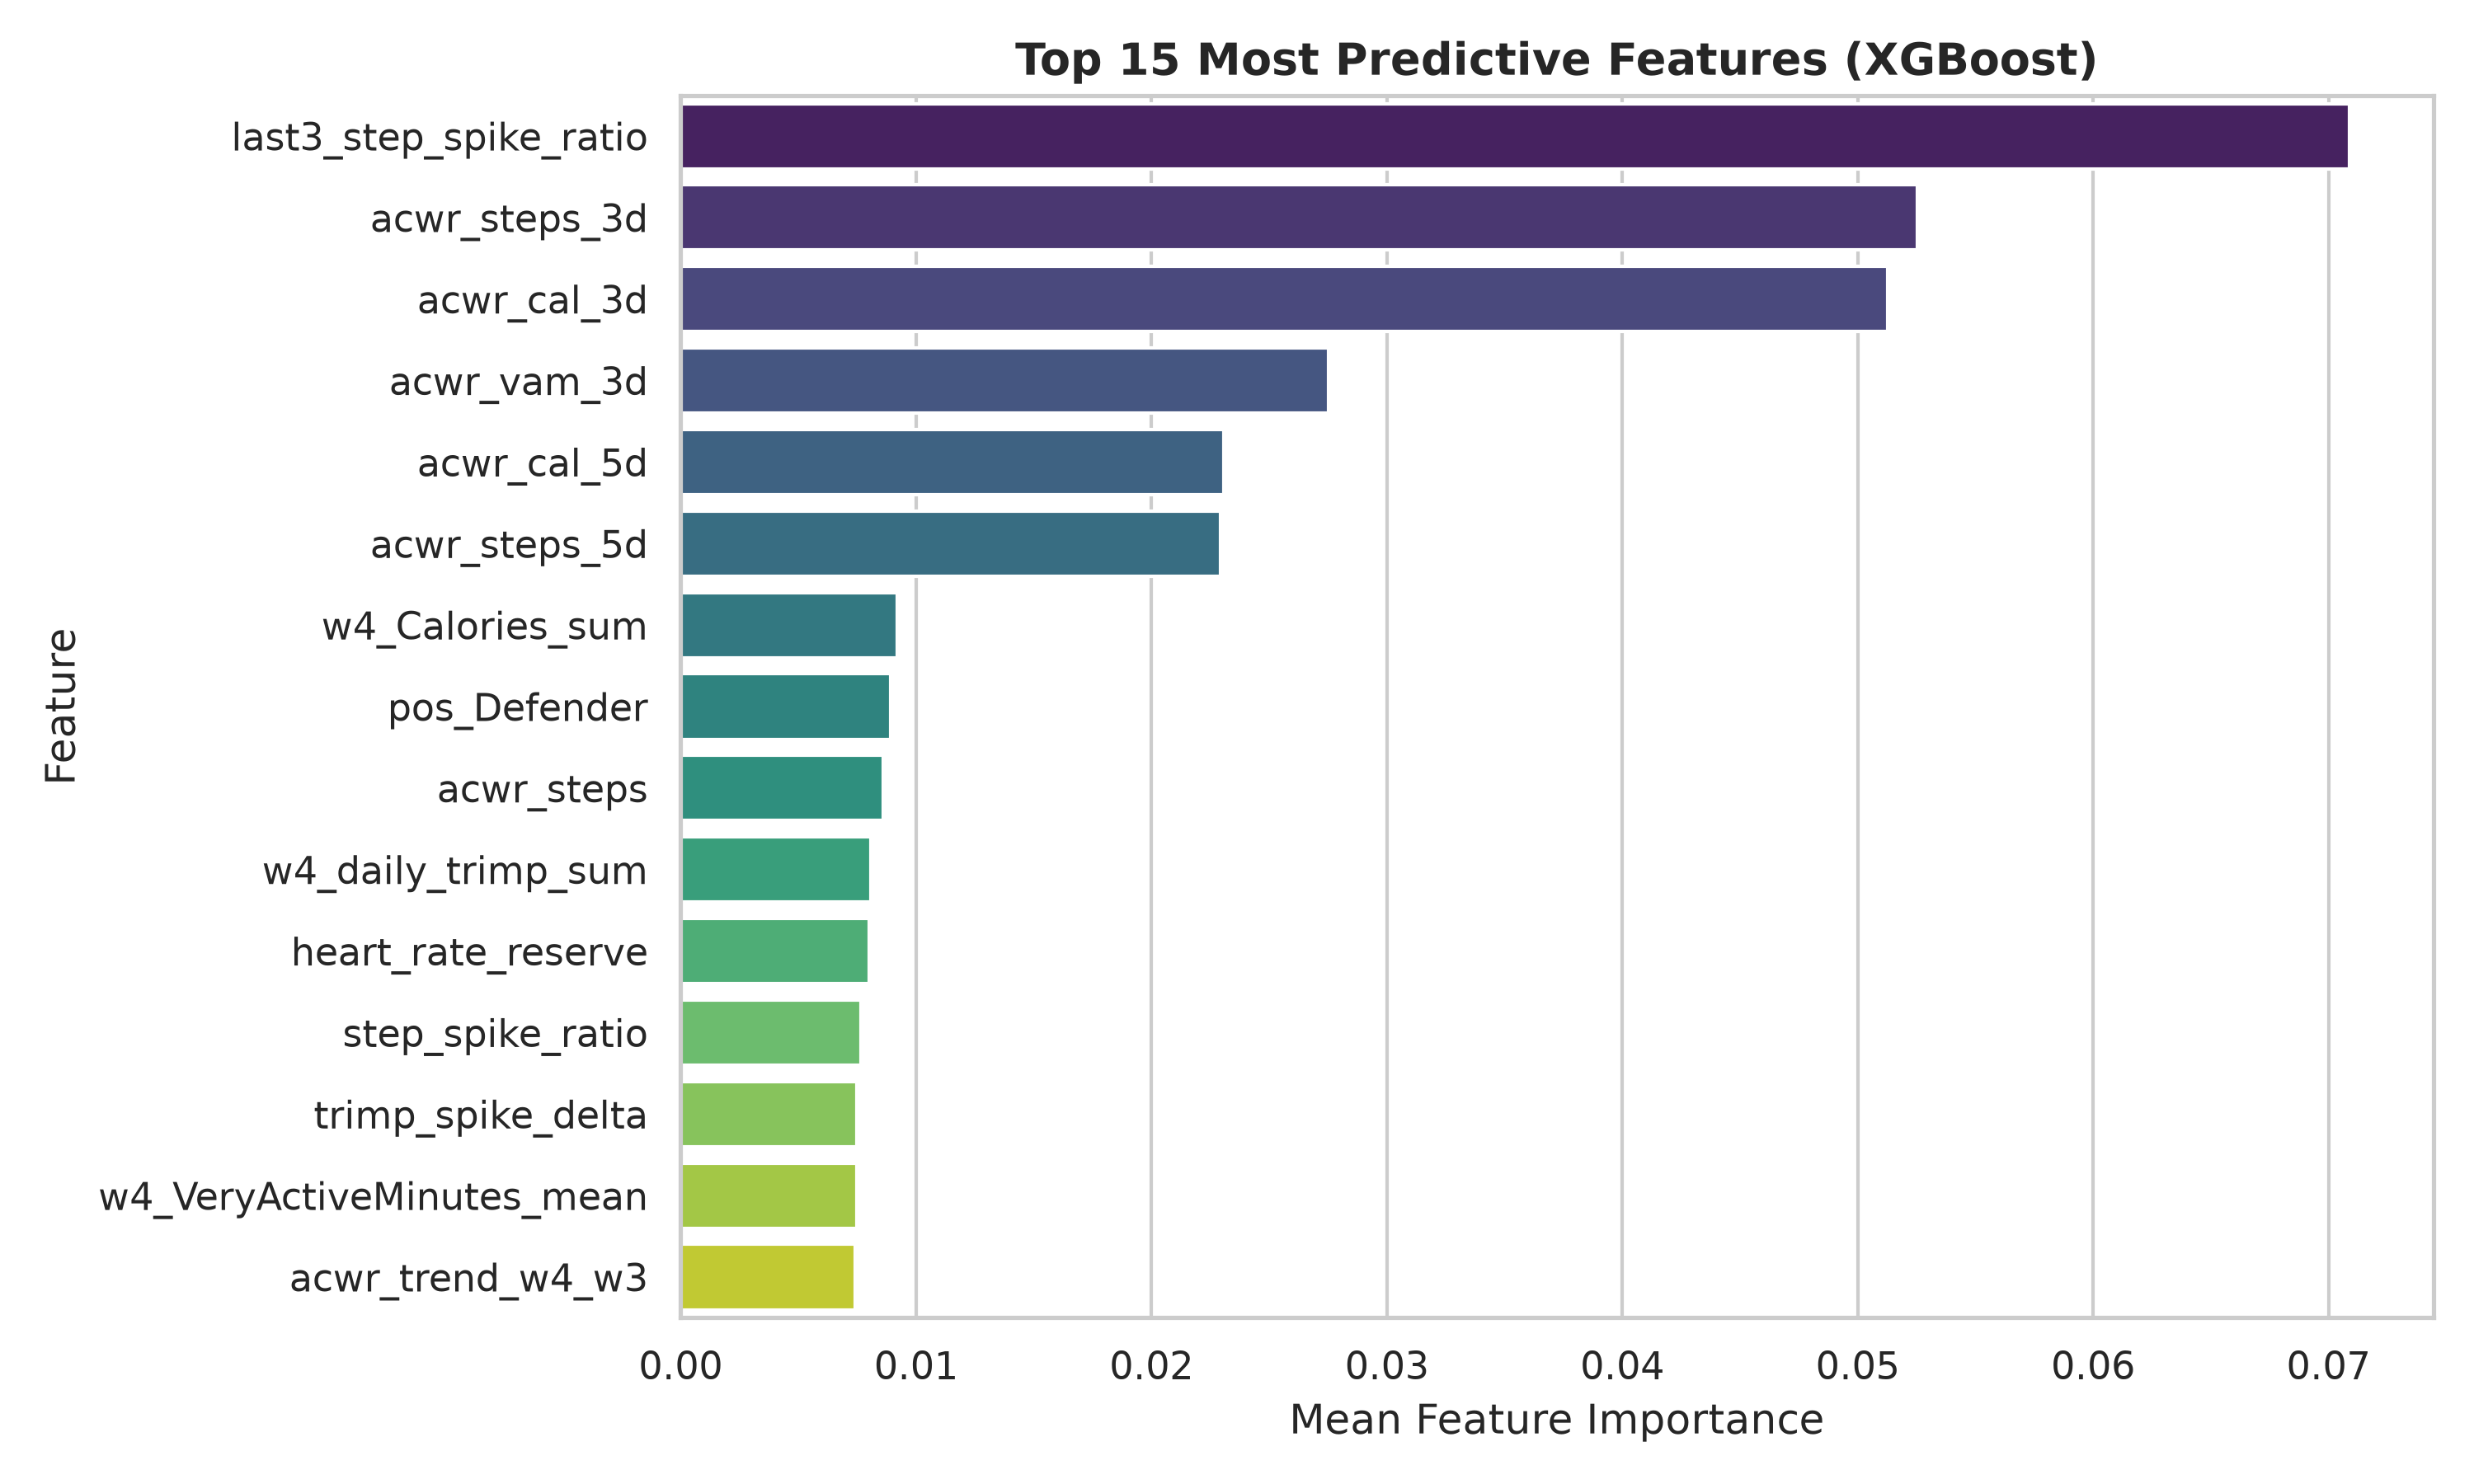 Top 15 Most Predictive Features (XGBoost)
last3_step_spike_ratio
acwr_steps_3d
acwr_cal_3d
acwr_vam_3d
acwr_cal_5d
acwr_steps_5d
w4_Calories_sum
pos_Defender
acwr_steps
w4_daily_trimp_sum
heart_rate_reserve
step_spike_ratio
trimp_spike_delta
w4_VeryActiveMinutes_mean
acwr_trend_w4_w3
Feature
0.00 0.01 0.02 0.03 0.04 0.05 0.06 0.07
Mean Feature Importance